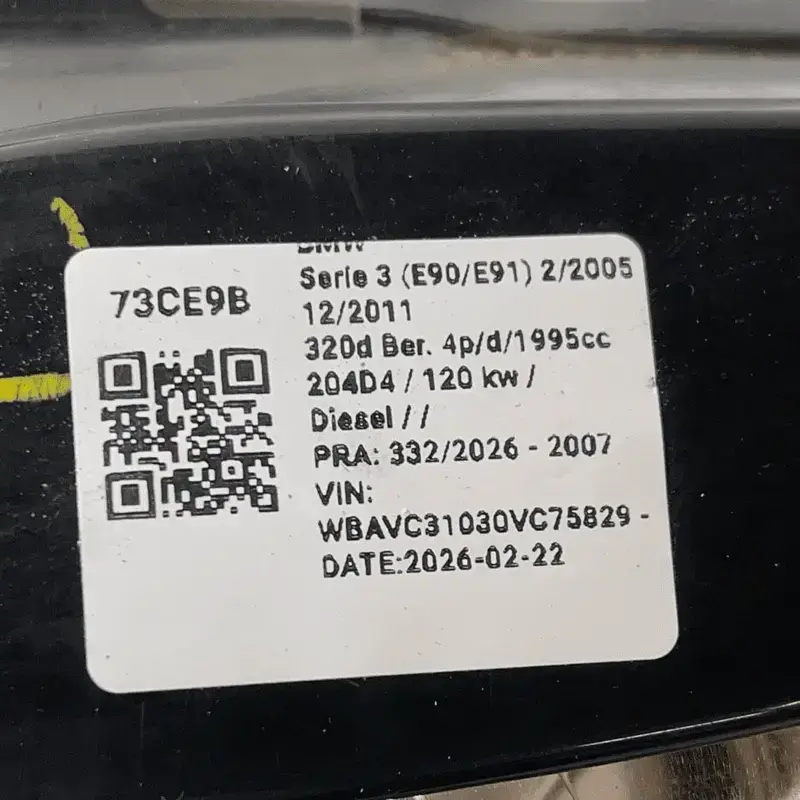 73CE9B
BMW
Serie 3 (E90/E91) 2/2005
12/2011
320d Ber. 4p/d/1995cc
204D4 / 120 kw /
Diesel / /
PRA: 332/2026 - 2007
VIN:
WBAVC31030VC75829 -
DATE:2026-02-22